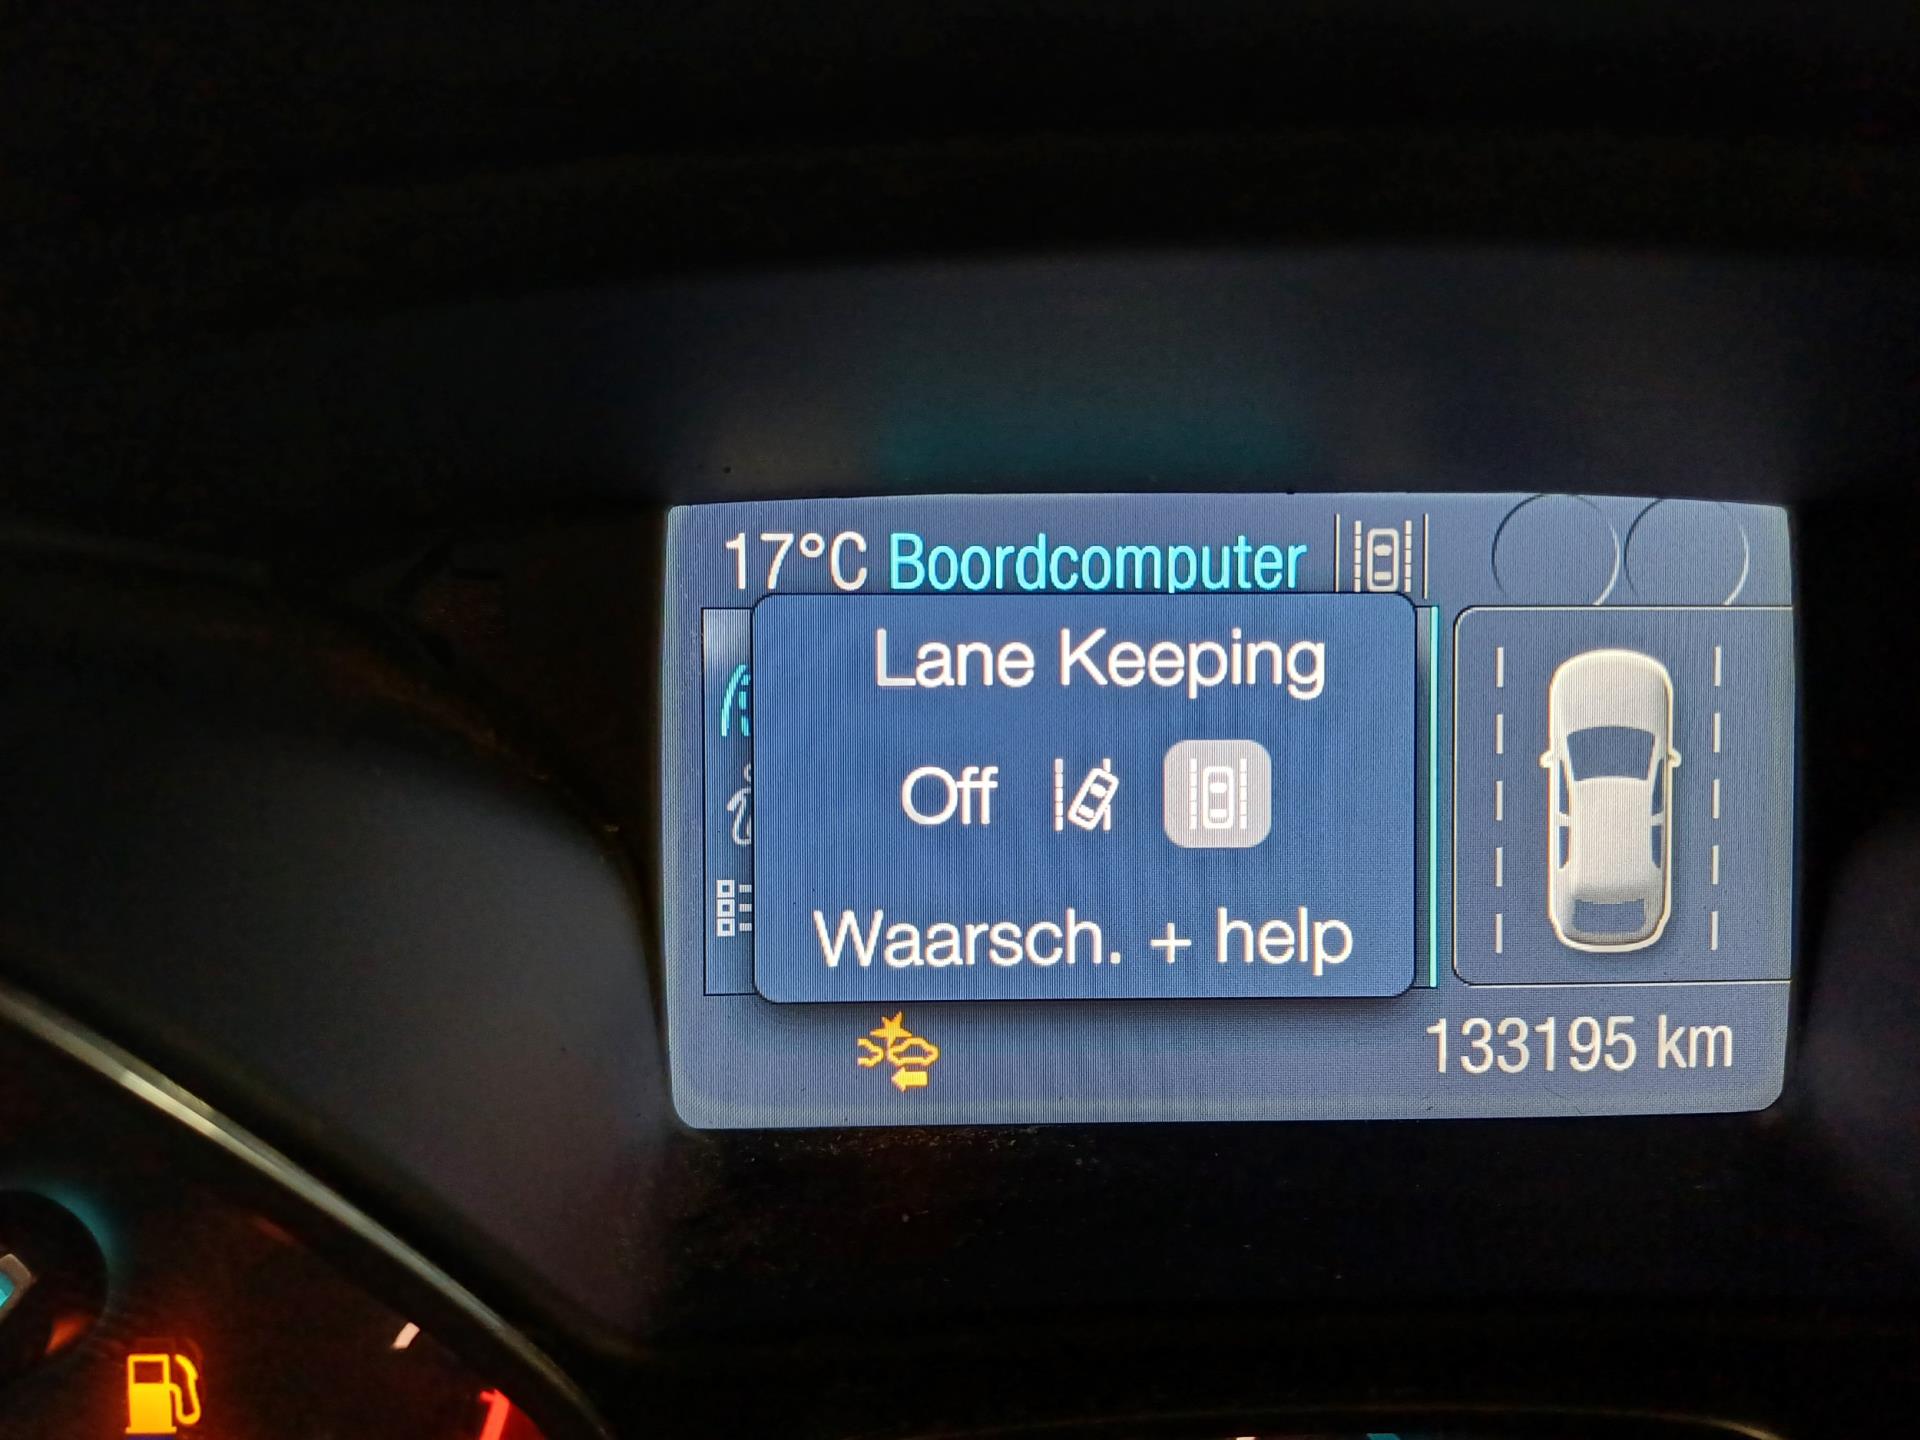 17°C Boordcomputer
Lane Keeping
Off
Waarsch. + help
133195 km